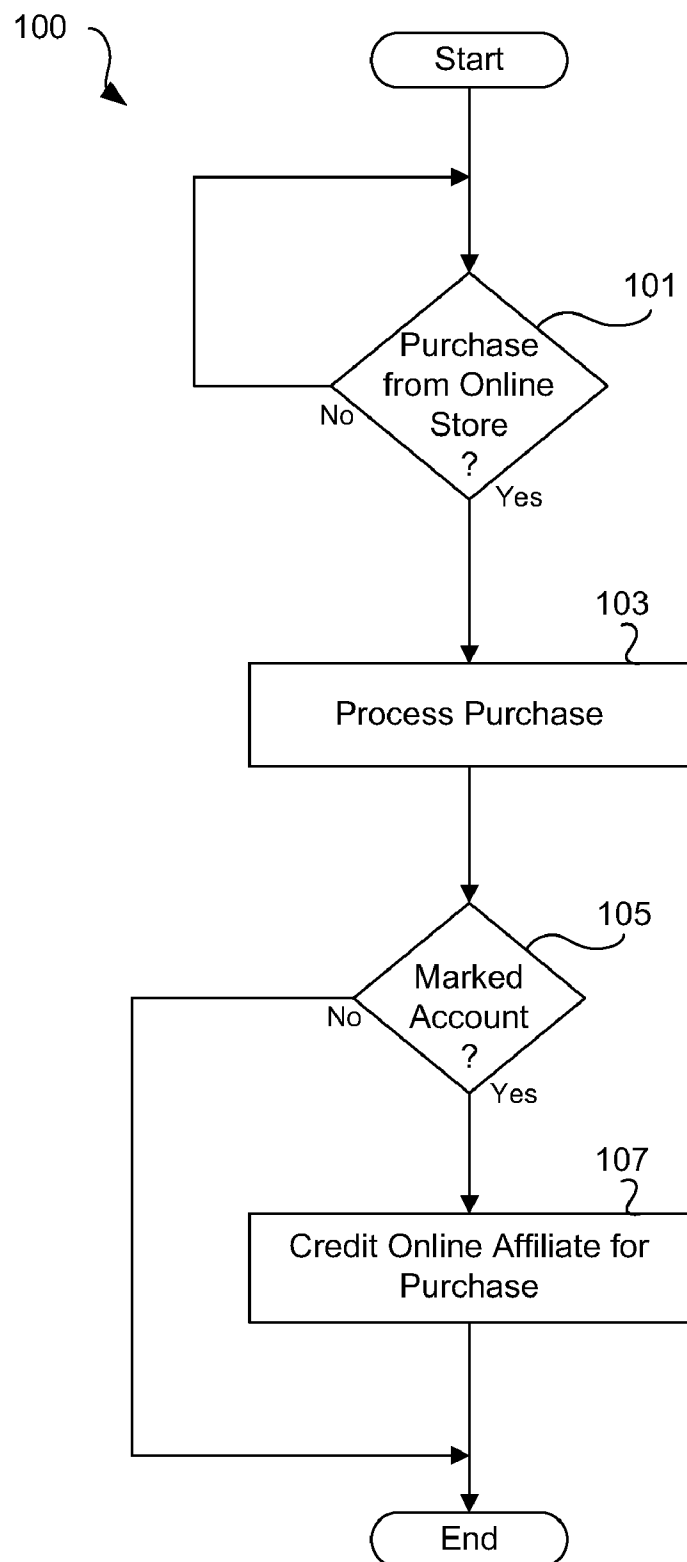 100
Start
101
Purchase
from Online
Store
?
No
Yes
103
Process Purchase
105
Marked
Account
?
No
Yes
107
Credit Online Affiliate for
Purchase
End